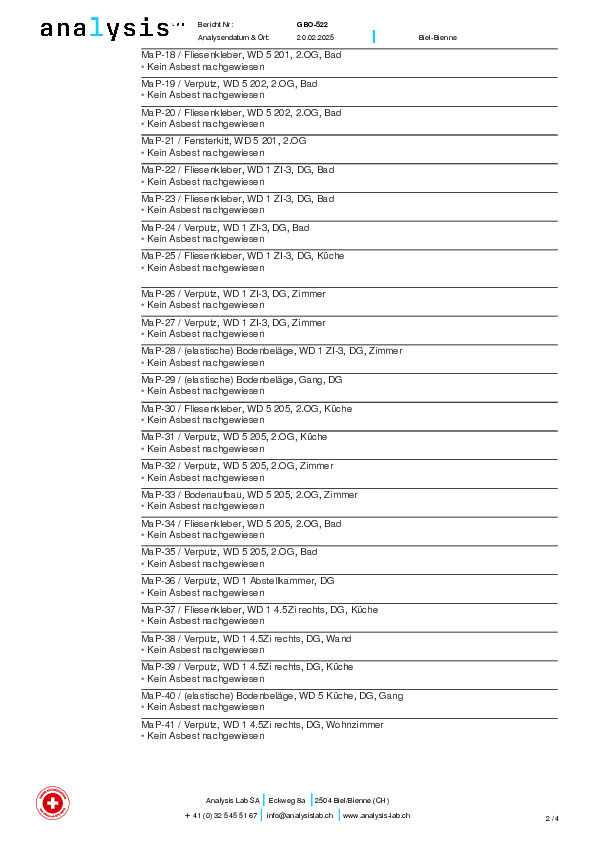 analysis
Bericht Nr: GBO-522
Analysendatum & Ort: 20.02.2025 Biel-Bienne
MaP-18 / Fliesenkleber, WD 5 201, 2.OG, Bad
• Kein Asbest nachgewiesen
MaP-19 / Verputz, WD 5 202, 2.OG, Bad
• Kein Asbest nachgewiesen
MaP-20 / Fliesenkleber, WD 5 202, 2.OG, Bad
• Kein Asbest nachgewiesen
MaP-21 / Fensterkitt, WD 5 201, 2.OG
• Kein Asbest nachgewiesen
MaP-22 / Fliesenkleber, WD 1 ZI-3, DG, Bad
• Kein Asbest nachgewiesen
MaP-23 / Fliesenkleber, WD 1 ZI-3, DG, Bad
• Kein Asbest nachgewiesen
MaP-24 / Verputz, WD 1 ZI-3, DG, Bad
• Kein Asbest nachgewiesen
MaP-25 / Fliesenkleber, WD 1 ZI-3, DG, Küche
• Kein Asbest nachgewiesen
MaP-26 / Verputz, WD 1 ZI-3, DG, Zimmer
• Kein Asbest nachgewiesen
MaP-27 / Verputz, WD 1 ZI-3, DG, Zimmer
• Kein Asbest nachgewiesen
MaP-28 / (elastische) Bodenbeläge, WD 1 ZI-3, DG, Zimmer
• Kein Asbest nachgewiesen
MaP-29 / (elastische) Bodenbeläge, Gang, DG
• Kein Asbest nachgewiesen
MaP-30 / Fliesenkleber, WD 5 205, 2.OG, Küche
• Kein Asbest nachgewiesen
MaP-31 / Verputz, WD 5 205, 2.OG, Küche
• Kein Asbest nachgewiesen
MaP-32 / Verputz, WD 5 205, 2.OG, Zimmer
• Kein Asbest nachgewiesen
MaP-33 / Bodenaufbau, WD 5 205, 2.OG, Zimmer
• Kein Asbest nachgewiesen
MaP-34 / Fliesenkleber, WD 5 205, 2.OG, Bad
• Kein Asbest nachgewiesen
MaP-35 / Verputz, WD 5 205, 2.OG, Bad
• Kein Asbest nachgewiesen
MaP-36 / Verputz, WD 1 Abstellkammer, DG
• Kein Asbest nachgewiesen
MaP-37 / Fliesenkleber, WD 1 4.5Zi rechts, DG, Küche
• Kein Asbest nachgewiesen
MaP-38 / Verputz, WD 1 4.5Zi rechts, DG, Wand
• Kein Asbest nachgewiesen
MaP-39 / Verputz, WD 1 4.5Zi rechts, DG, Küche
• Kein Asbest nachgewiesen
MaP-40 / (elastische) Bodenbeläge, WD 5 Küche, DG, Gang
• Kein Asbest nachgewiesen
MaP-41 / Verputz, WD 1 4.5Zi rechts, DG, Wohnzimmer
• Kein Asbest nachgewiesen
Analysis Lab SA | Eckweg 8a | 2504 Biel/Bienne (CH)
+ 41 (0) 32 545 51 67 | info@analysislab.ch | www.analysis-lab.ch
2 / 4